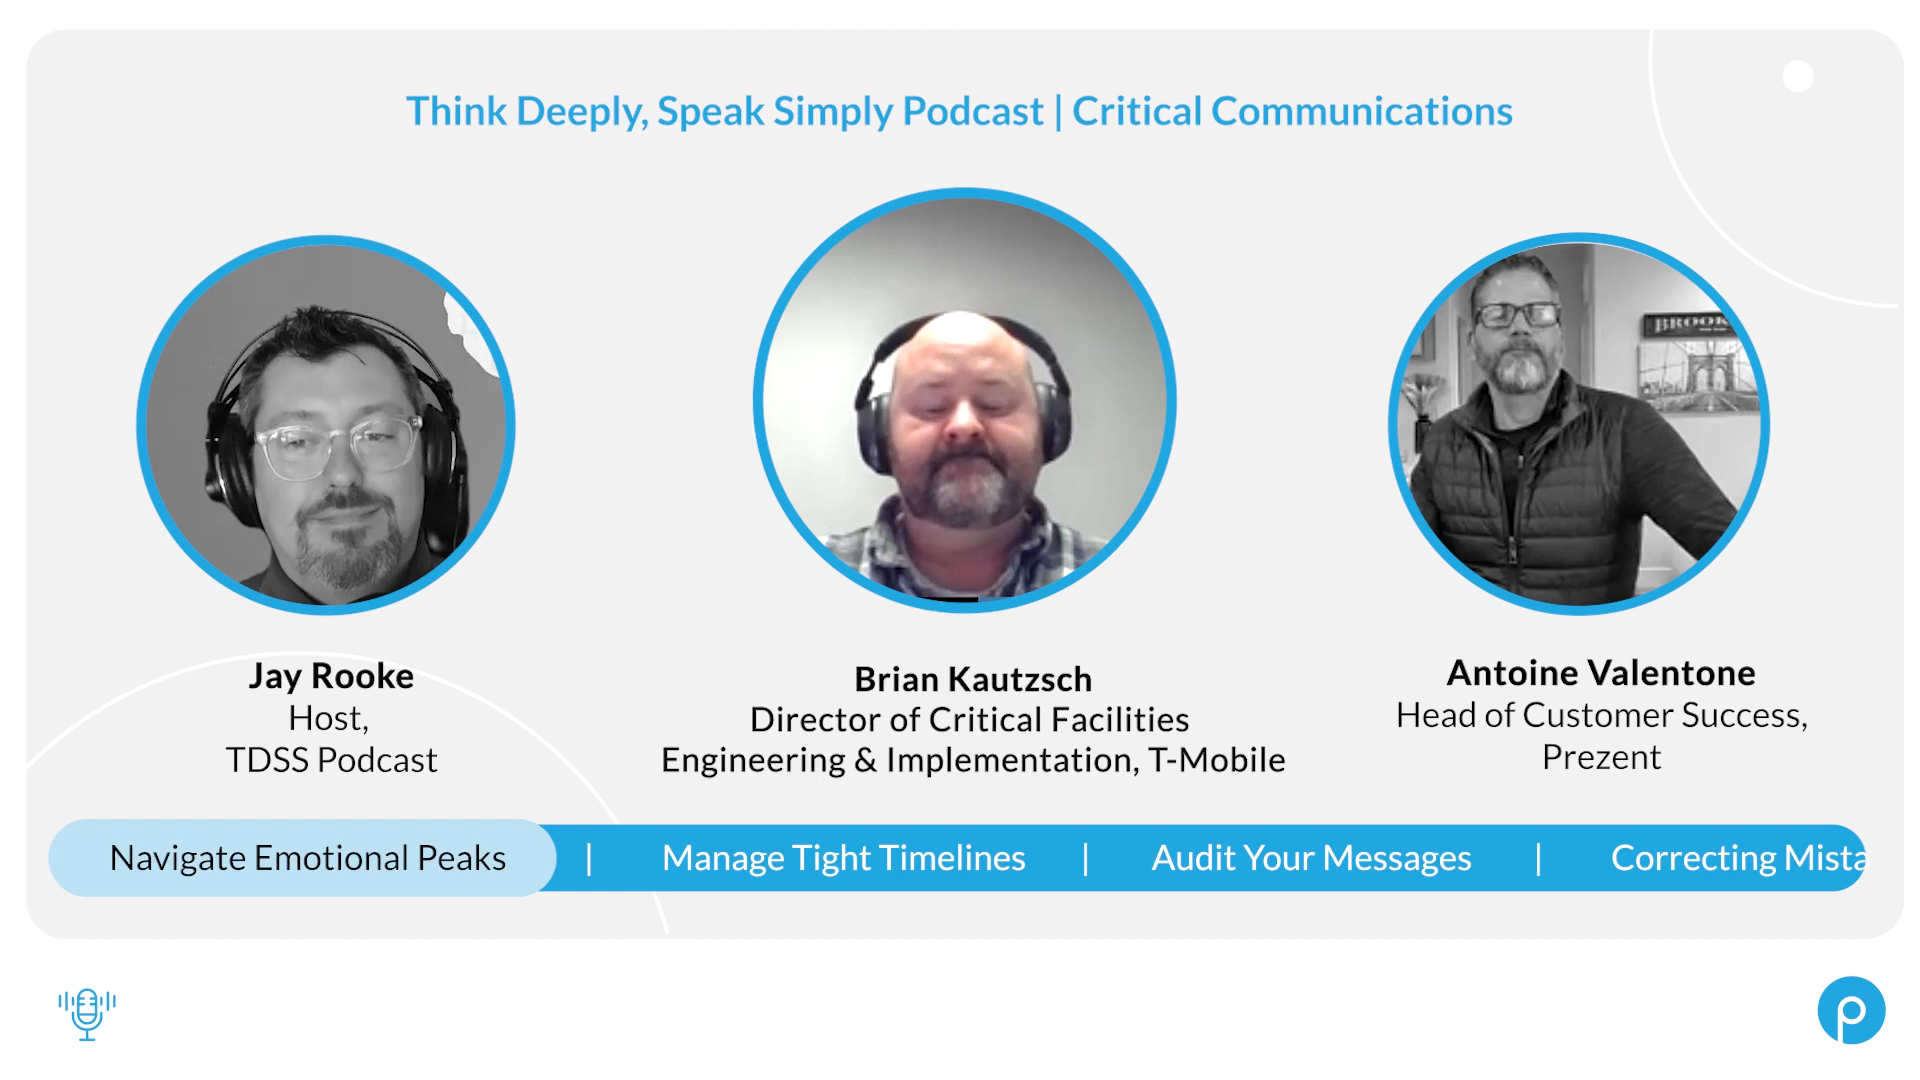 Think Deeply, Speak Simply Podcast | Critical Communications
Jay Rooke
Host,
TDSS Podcast
Brian Kautzsch
Director of Critical Facilities
Engineering & Implementation, T-Mobile
Antoine Valentone
Head of Customer Success,
Prezent
Navigate Emotional Peaks | Manage Tight Timelines | Audit Your Messages | Correcting Mista